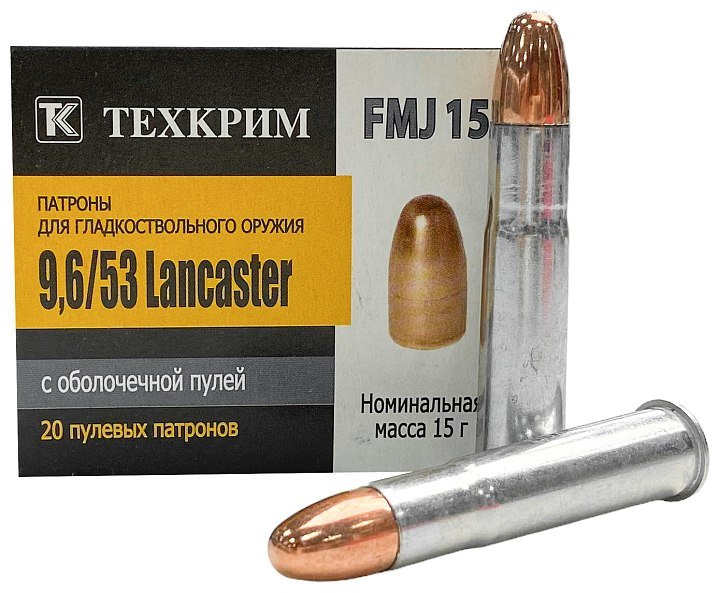 TK ТЕХКРИМ
FMJ 15
ПАТРОНЫ
ДЛЯ ГЛАДКОСТВОЛЬНОГО ОРУЖИЯ
9,6/53 Lancaster
с оболочечной пулей
20 пулевых патронов
Номинальная
масса 15 г